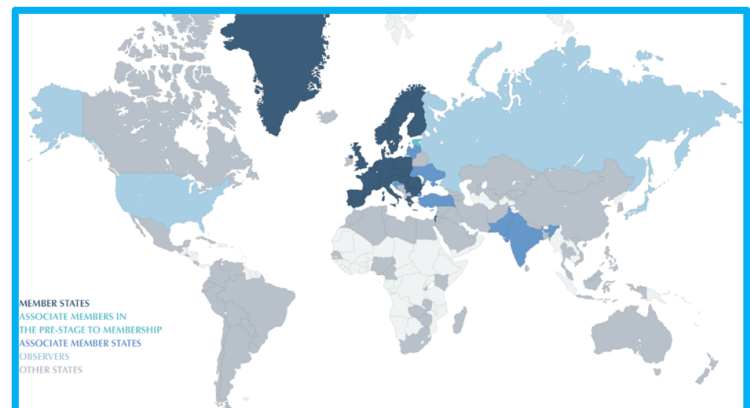 MEMBER STATES
ASSOCIATE MEMBERS IN
THE PRE-STAGE TO MEMBERSHIP
ASSOCIATE MEMBER STATES
OBSERVERS
OTHER STATES